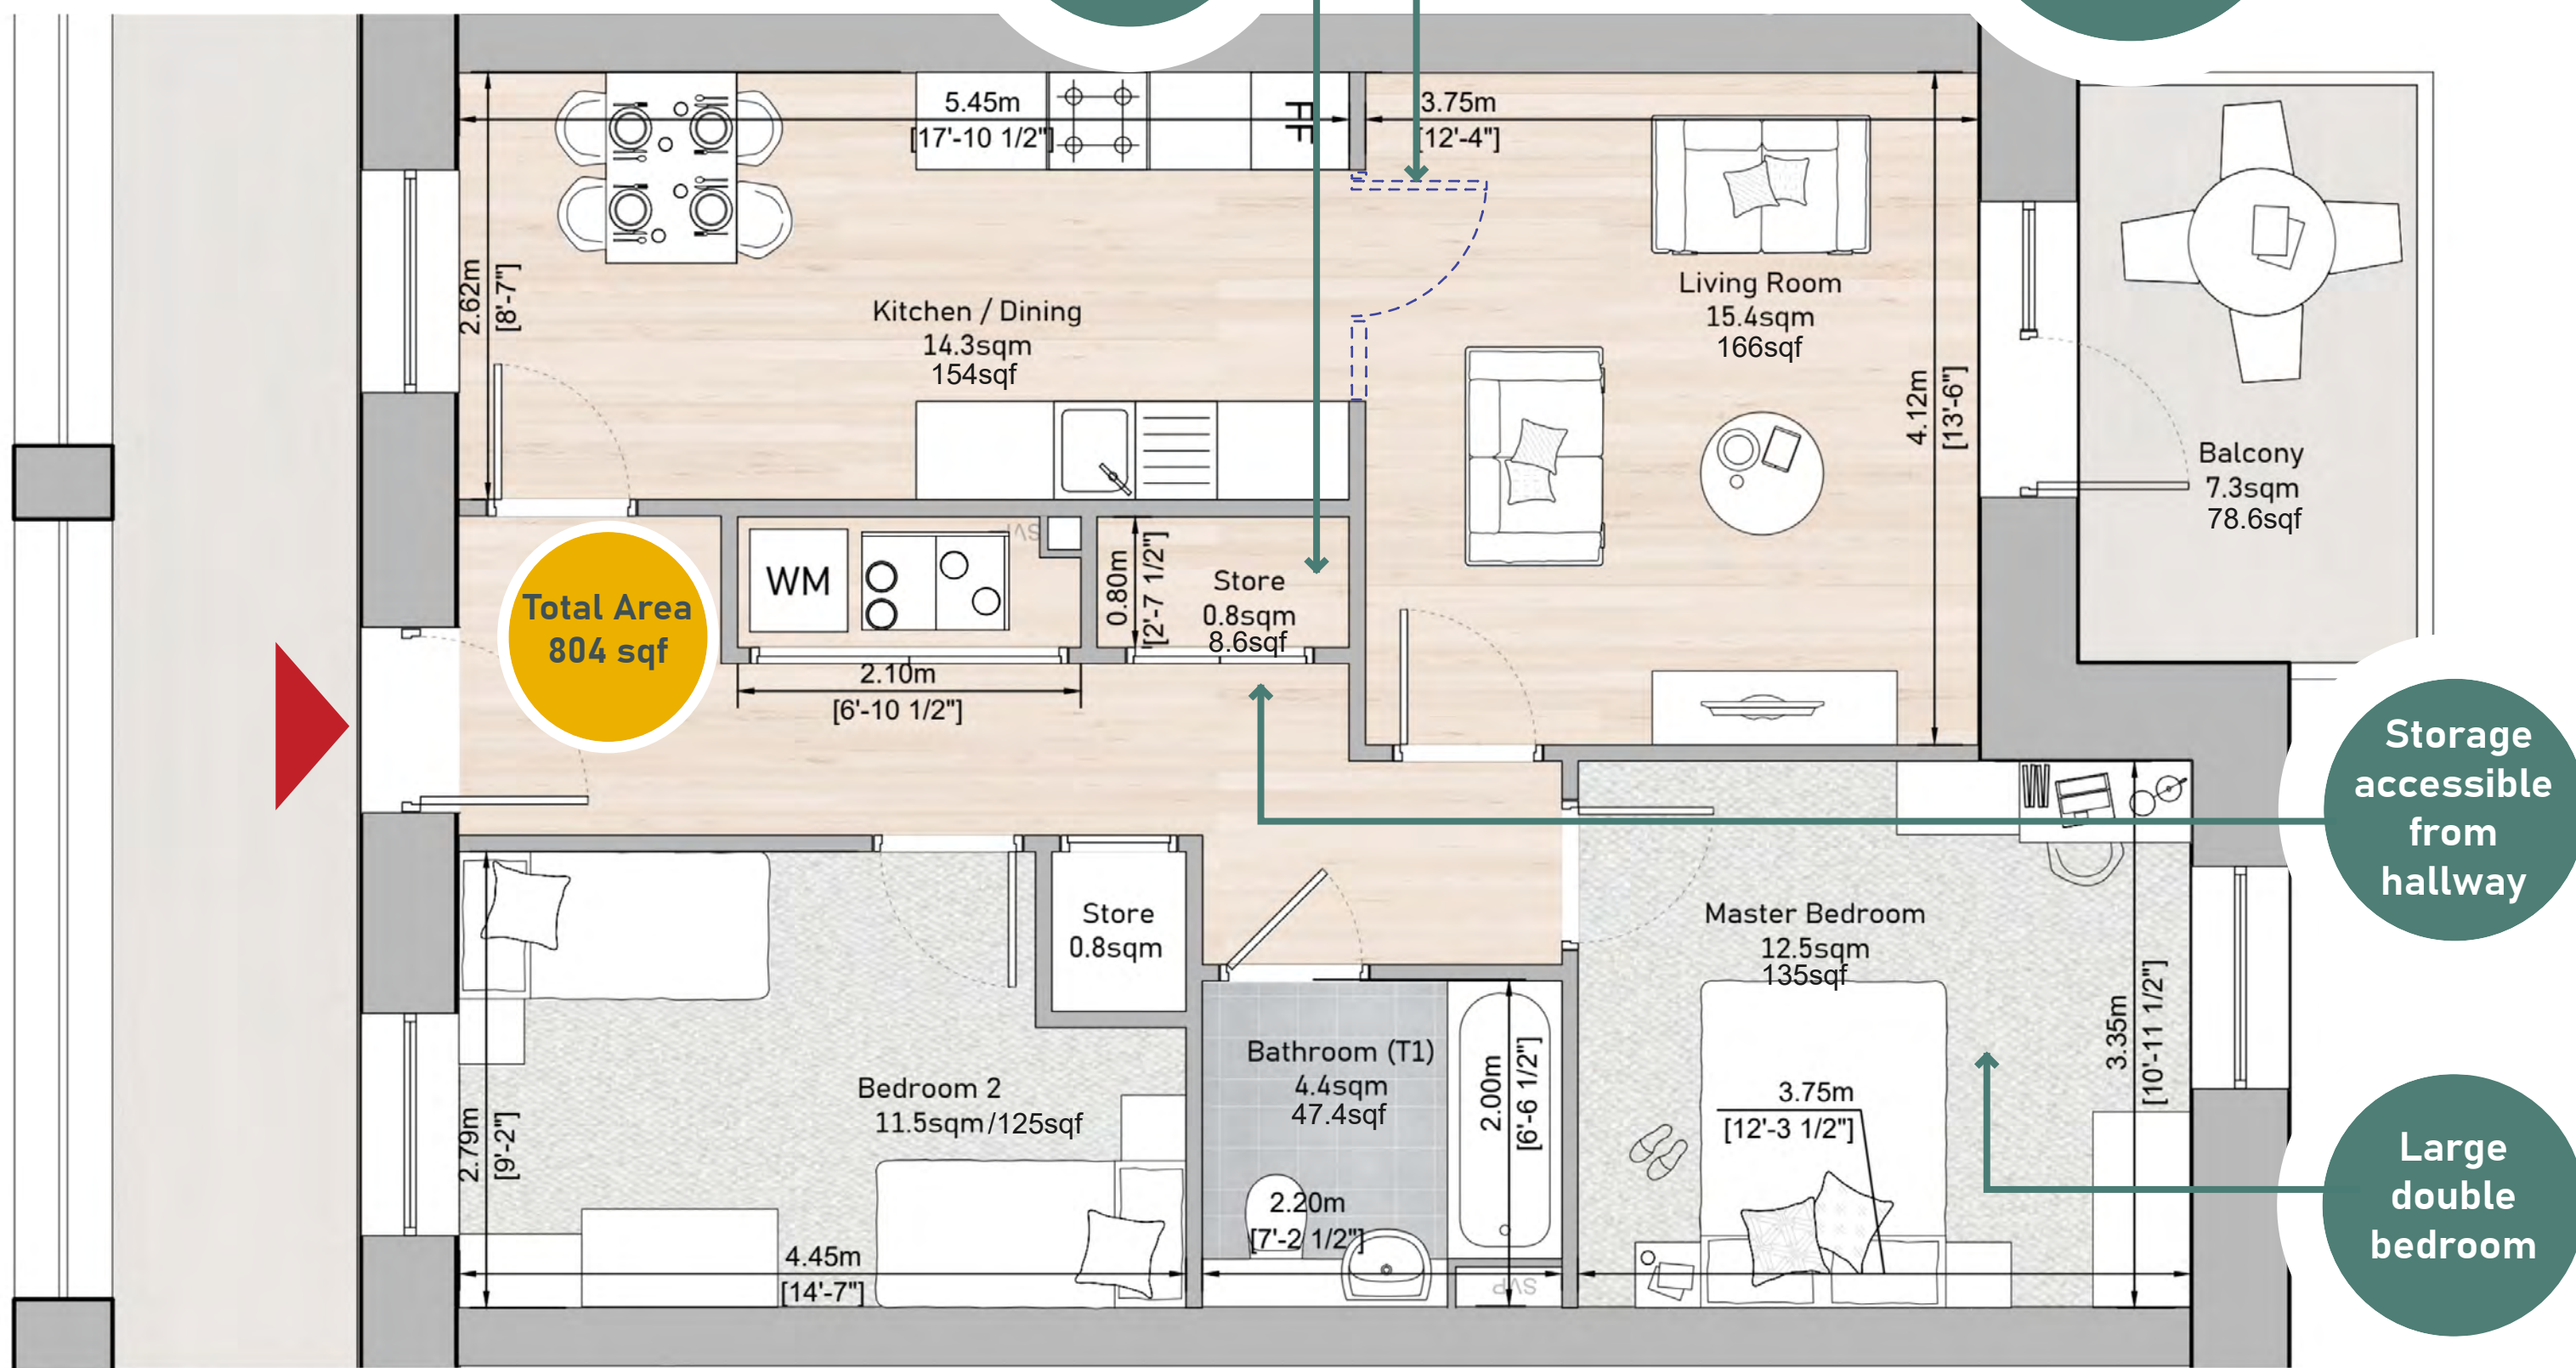 5.45m
[17'-10 1/2"]
FF
3.75m
[12'-4"]
2.62m
[8'-7"]
Kitchen / Dining
14.3sqm
154sqf
Living Room
15.4sqm
166sqf
4.12m
[13'-6"]
Balcony
7.3sqm
78.6sqf
Total Area
804 sqf
WM
SVP
0.80m
[2'-7 1/2"]
Store
0.8sqm
8.6sqf
2.10m
[6'-10 1/2"]
Storage
accessible
from
hallway
Store
0.8sqm
Master Bedroom
12.5sqm
135sqf
3.35m
[10'-11 1/2"]
Bedroom 2
11.5sqm/125sqf
2.79m
[9'-2"]
Bathroom (T1)
4.4sqm
47.4sqf
2.00m
[6'-6 1/2"]
3.75m
[12'-3 1/2"]
Large
double
bedroom
2.20m
[7'-2 1/2"]
4.45m
[14'-7"]
SVP